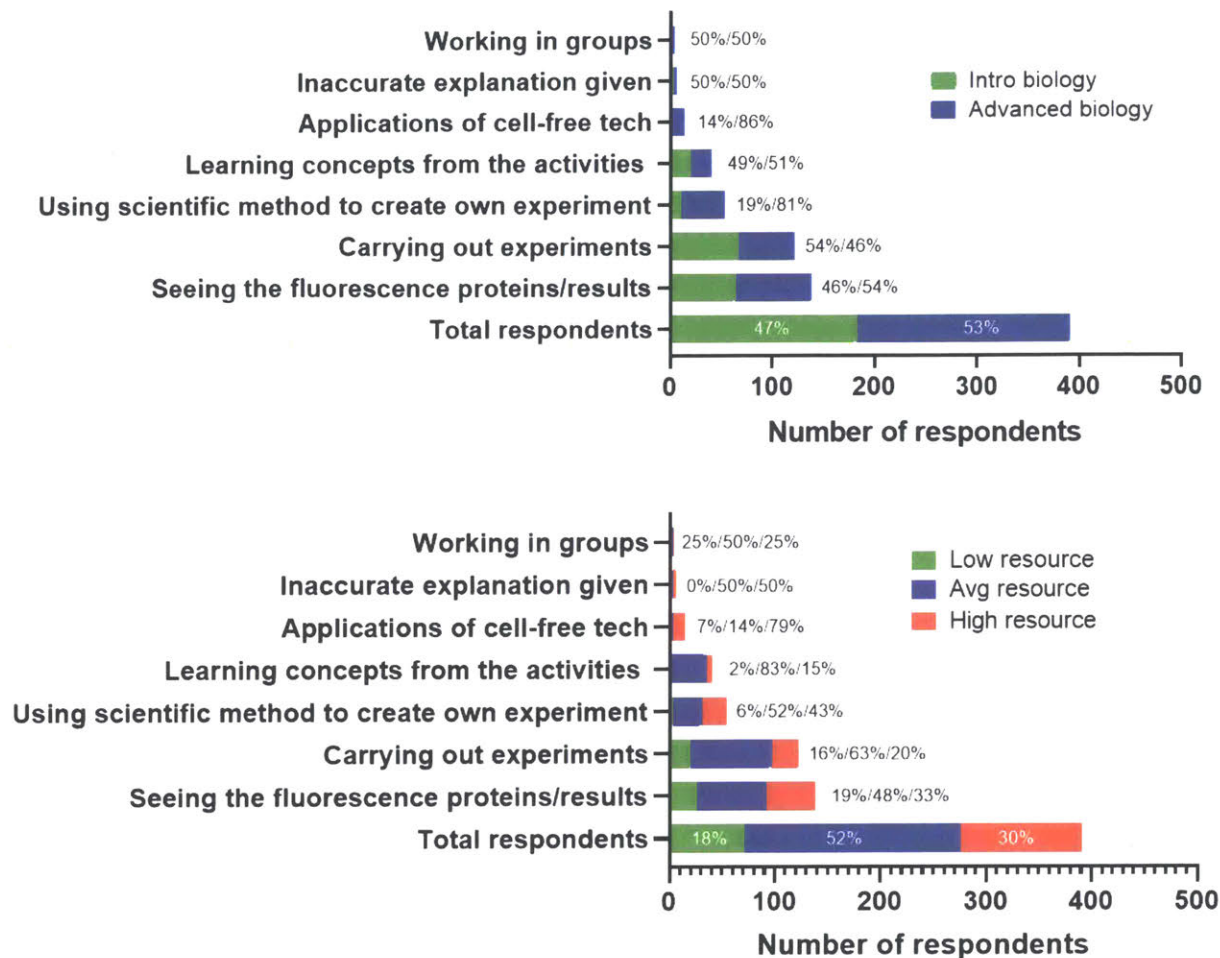 Working in groups 50%/50%
Inaccurate explanation given 50%/50%
Intro biology
Advanced biology
Applications of cell-free tech 14%/86%
Learning concepts from the activities 49%/51%
Using scientific method to create own experiment 19%/81%
Carrying out experiments 54%/46%
Seeing the fluorescence proteins/results 46%/54%
Total respondents 47% 53%
0 100 200 300 400 500
Number of respondents
Working in groups 25%/50%/25%
Low resource
Inaccurate explanation given 0%/50%/50%
Avg resource
High resource
Applications of cell-free tech 7%/14%/79%
Learning concepts from the activities 2%/83%/15%
Using scientific method to create own experiment 6%/52%/43%
Carrying out experiments 16%/63%/20%
Seeing the fluorescence proteins/results 19%/48%/33%
Total respondents 18% 52% 30%
0 100 200 300 400 500
Number of respondents